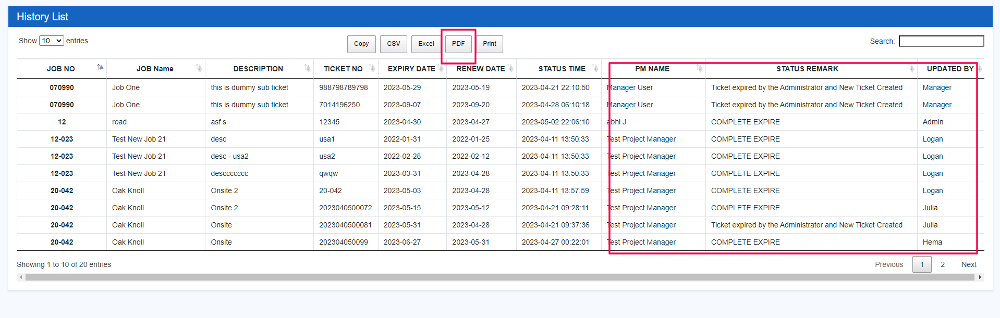 History List
Show 10 entries Copy CSV Excel PDF Print Search:
JOB NO JOB Name DESCRIPTION TICKET NO EXPIRY DATE RENEW DATE STATUS TIME PM NAME STATUS REMARK UPDATED BY
070990 Job One this is dummy sub ticket 988798789798 2023-05-29 2023-05-19 2023-04-21 22:10:50 Manager User Ticket expired by the Administrator and New Ticket Created Manager
070990 Job One this is dummy sub ticket 7014196250 2023-09-07 2023-09-20 2023-04-28 06:10:18 Manager User Ticket expired by the Administrator and New Ticket Created Manager
12 road asf s 12345 2023-04-30 2023-04-27 2023-05-02 22:06:10 abhi J COMPLETE EXPIRE Admin
12-023 Test New Job 21 desc usa1 2022-01-31 2022-01-25 2023-04-11 13:50:33 Test Project Manager COMPLETE EXPIRE Logan
12-023 Test New Job 21 desc - usa2 usa2 2022-02-28 2022-02-12 2023-04-11 13:50:33 Test Project Manager COMPLETE EXPIRE Logan
12-023 Test New Job 21 descccccccc qwqw 2023-03-31 2023-04-28 2023-04-11 13:50:33 Test Project Manager COMPLETE EXPIRE Logan
20-042 Oak Knoll Onsite 2 20-042 2023-05-03 2023-04-28 2023-04-11 13:57:59 Test Project Manager COMPLETE EXPIRE Logan
20-042 Oak Knoll Onsite 2 2023040500072 2023-05-15 2023-05-12 2023-04-21 09:28:11 Test Project Manager COMPLETE EXPIRE Julia
20-042 Oak Knoll Onsite 2023040500081 2023-05-31 2023-04-28 2023-04-21 09:37:36 Test Project Manager Ticket expired by the Administrator and New Ticket Created Julia
20-042 Oak Knoll Onsite 202304050099 2023-06-27 2023-05-31 2023-04-27 00:22:01 Test Project Manager COMPLETE EXPIRE Hema
Showing 1 to 10 of 20 entries Previous 1 2 Next